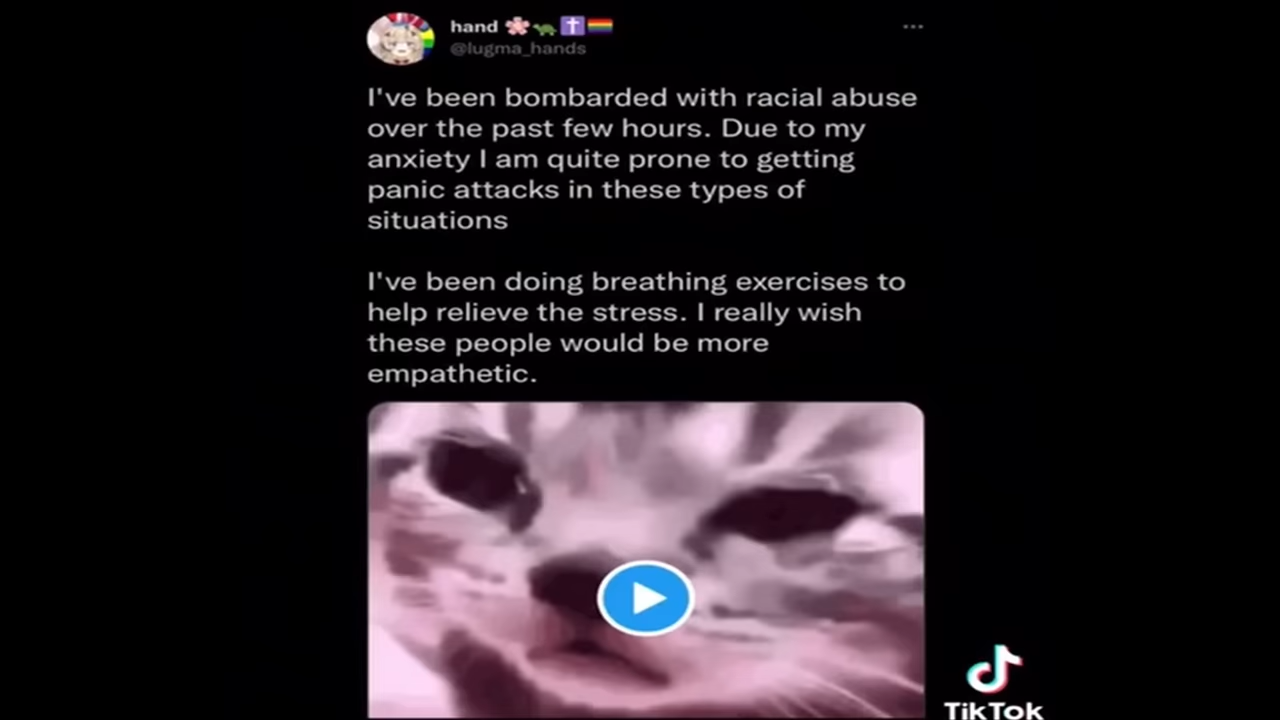 hand 🌸🐢✝️🏳️‍🌈
@lugma_hands
I've been bombarded with racial abuse
over the past few hours. Due to my
anxiety I am quite prone to getting
panic attacks in these types of
situations
I've been doing breathing exercises to
help relieve the stress. I really wish
these people would be more
empathetic.
TikTok